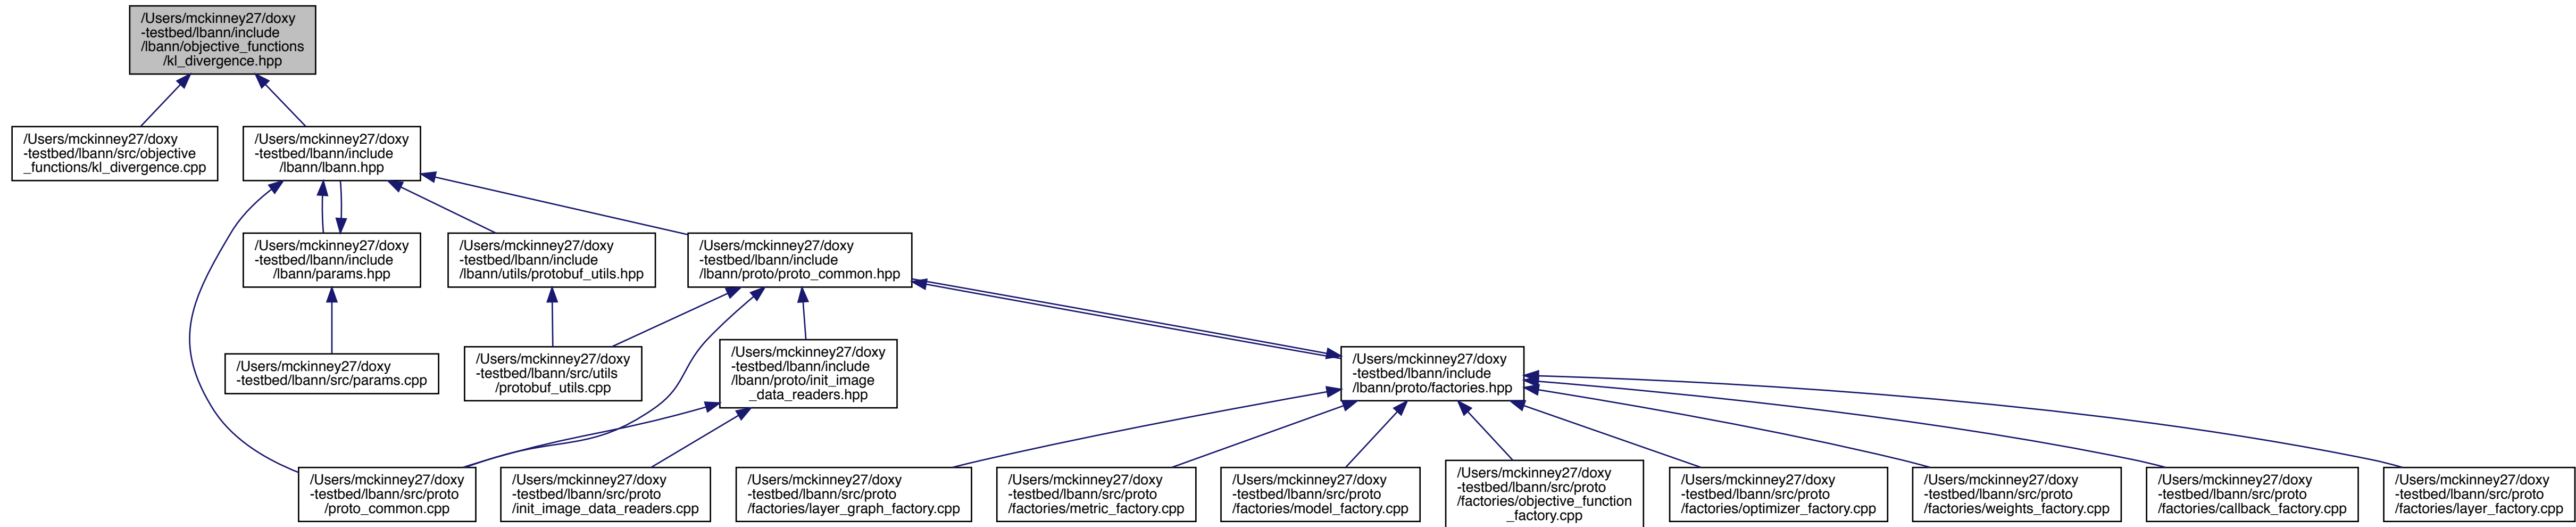 /Users/mckinney27/doxy
-testbed/lbann/include
/lbann/objective_functions
/kl_divergence.hpp
/Users/mckinney27/doxy
-testbed/lbann/src/objective
_functions/kl_divergence.cpp
/Users/mckinney27/doxy
-testbed/lbann/include
/lbann/lbann.hpp
/Users/mckinney27/doxy
-testbed/lbann/include
/lbann/params.hpp
/Users/mckinney27/doxy
-testbed/lbann/include
/lbann/utils/protobuf_utils.hpp
/Users/mckinney27/doxy
-testbed/lbann/include
/lbann/proto/proto_common.hpp
/Users/mckinney27/doxy
-testbed/lbann/src/params.cpp
/Users/mckinney27/doxy
-testbed/lbann/src/utils
/protobuf_utils.cpp
/Users/mckinney27/doxy
-testbed/lbann/include
/lbann/proto/init_image
_data_readers.hpp
/Users/mckinney27/doxy
-testbed/lbann/include
/lbann/proto/factories.hpp
/Users/mckinney27/doxy
-testbed/lbann/src/proto
/proto_common.cpp
/Users/mckinney27/doxy
-testbed/lbann/src/proto
/init_image_data_readers.cpp
/Users/mckinney27/doxy
-testbed/lbann/src/proto
/factories/layer_graph_factory.cpp
/Users/mckinney27/doxy
-testbed/lbann/src/proto
/factories/metric_factory.cpp
/Users/mckinney27/doxy
-testbed/lbann/src/proto
/factories/model_factory.cpp
/Users/mckinney27/doxy
-testbed/lbann/src/proto
/factories/objective_function
_factory.cpp
/Users/mckinney27/doxy
-testbed/lbann/src/proto
/factories/optimizer_factory.cpp
/Users/mckinney27/doxy
-testbed/lbann/src/proto
/factories/weights_factory.cpp
/Users/mckinney27/doxy
-testbed/lbann/src/proto
/factories/callback_factory.cpp
/Users/mckinney27/doxy
-testbed/lbann/src/proto
/factories/layer_factory.cpp